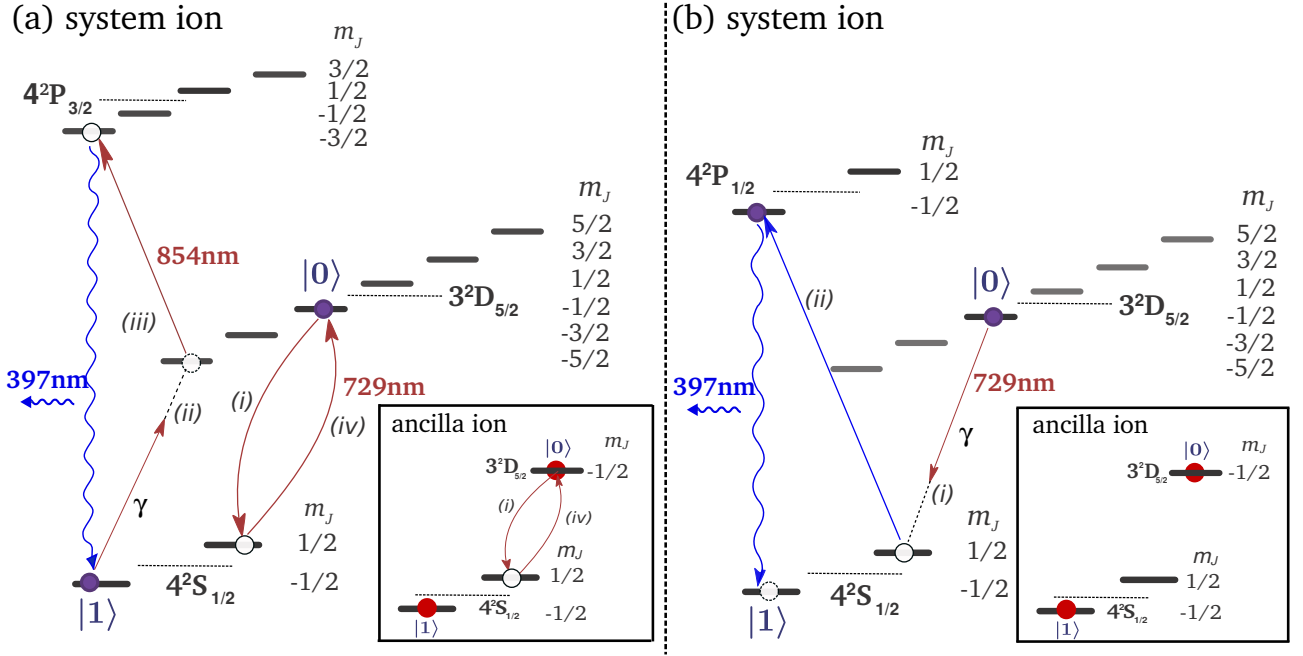 (a) system ion
m_J
3/2
1/2
-1/2
-3/2
4²P_3/2
m_J
5/2
3/2
1/2
-1/2
-3/2
-5/2
854nm
|0⟩
3²D_5/2
(iii)
397nm
(ii)
(i)
729nm
(iv)
γ
m_J
1/2
-1/2
4²S_1/2
|1⟩
ancilla ion
|0⟩
m_J
3²D_5/2
-1/2
(i)
(iv)
m_J
1/2
4²S_1/2
-1/2
|1⟩
(b) system ion
m_J
1/2
-1/2
4²P_1/2
m_J
5/2
3/2
1/2
-1/2
-3/2
-5/2
|0⟩
3²D_5/2
(ii)
397nm
729nm
γ
(i)
m_J
1/2
-1/2
4²S_1/2
|1⟩
ancilla ion
|0⟩
m_J
3²D_5/2
-1/2
m_J
1/2
4²S_1/2
-1/2
|1⟩